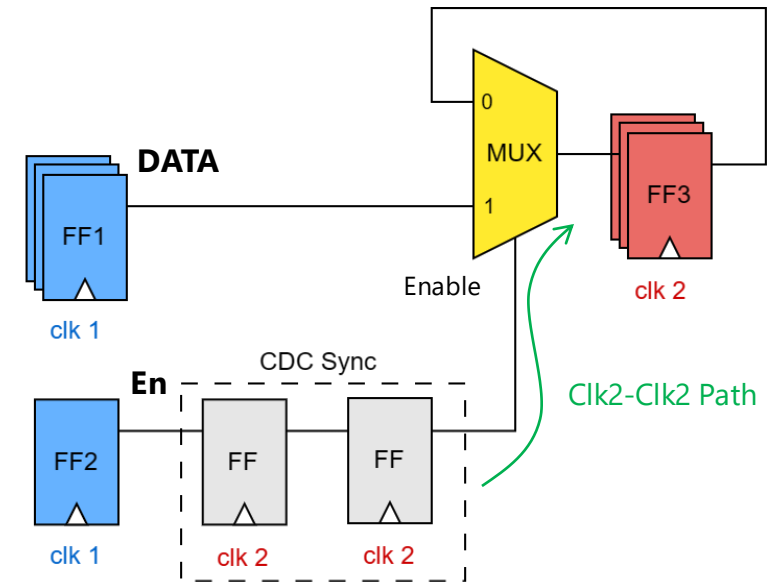 0
MUX
DATA
1
FF1
FF3
clk 1
Enable
clk 2
CDC Sync
En
Clk2-Clk2 Path
FF2
FF
FF
clk 1
clk 2
clk 2